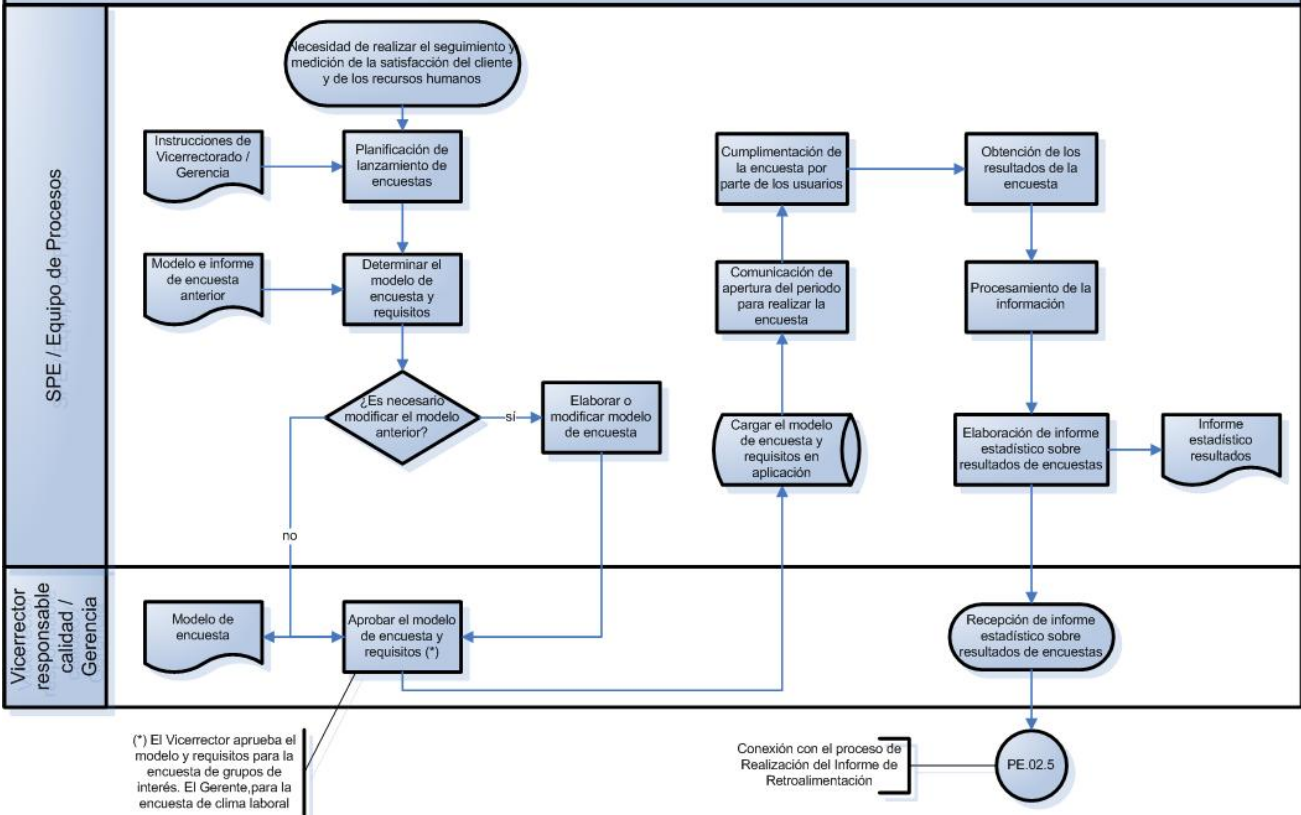 SPE / Equipo de Procesos
Necesidad de realizar el seguimiento y
medición de la satisfacción del cliente
y de los recursos humanos
Instrucciones de
Vicerrectorado /
Gerencia
Planificación de
lanzamiento de
encuestas
Modelo e informe
de encuesta
anterior
Determinar el
modelo de
encuesta y
requisitos
¿Es necesario
modificar el modelo
anterior?
sí
no
Elaborar o
modificar modelo
de encuesta
Cumplimentación de
la encuesta por
parte de los usuarios
Comunicación de
apertura del periodo
para realizar la
encuesta
Cargar el modelo
de encuesta y
requisitos en
aplicación
Obtención de los
resultados de la
encuesta
Procesamiento de la
información
Elaboración de informe
estadístico sobre
resultados de encuestas
Informe
estadístico
resultados
Vicerrector
responsable
calidad /
Gerencia
Modelo de
encuesta
Aprobar el modelo
de encuesta y
requisitos (*)
Recepción de informe
estadístico sobre
resultados de encuestas
(*) El Vicerrector aprueba el
modelo y requisitos para la
encuesta de grupos de
interés. El Gerente,para la
encuesta de clima laboral
Conexión con el proceso de
Realización del Informe de
Retroalimentación
PE.02.5